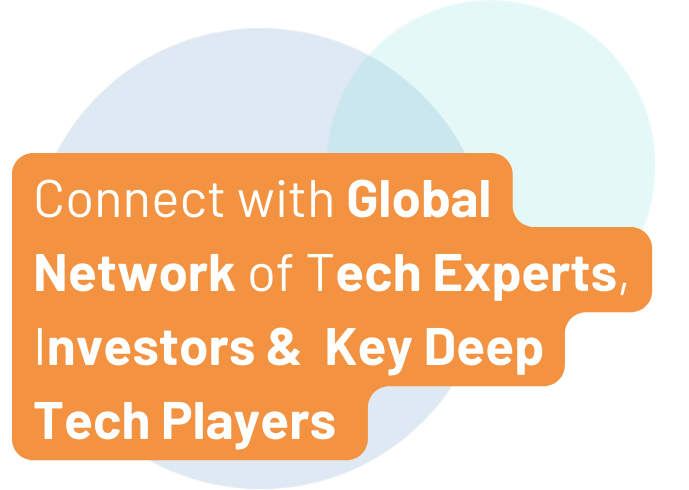 Connect with Global
Network of Tech Experts,
Investors & Key Deep
Tech Players